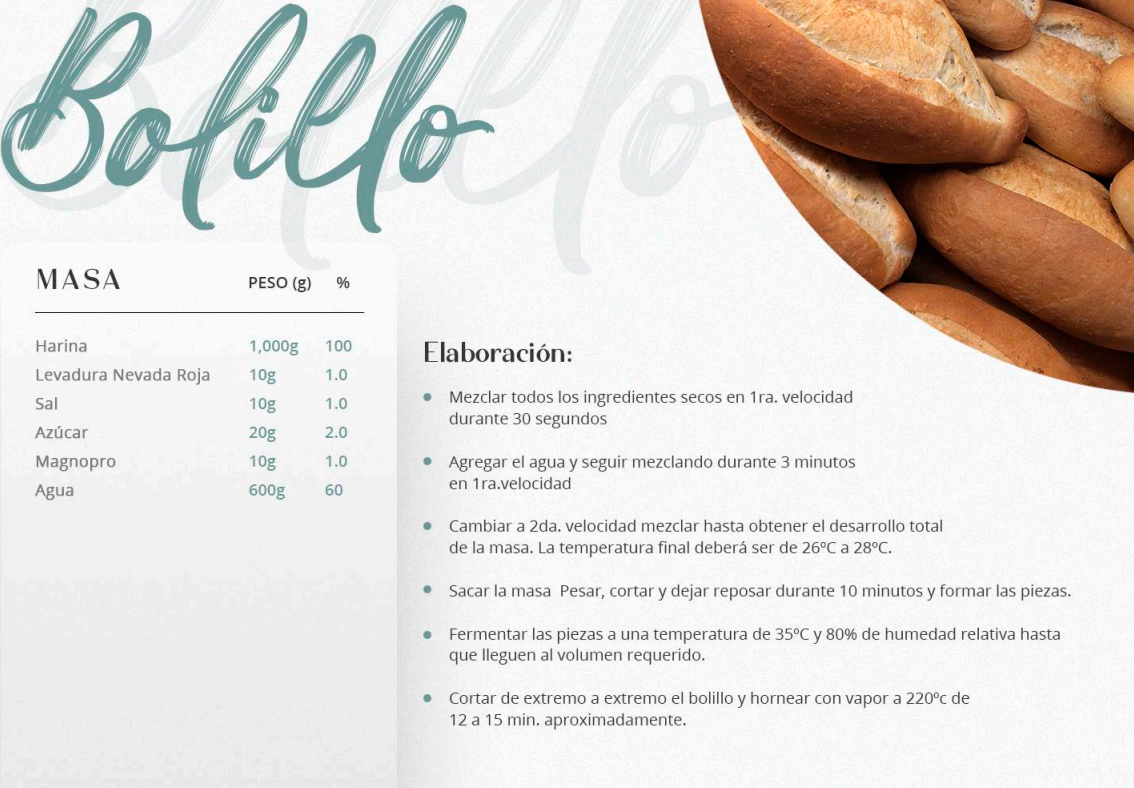 Bolillo
MASA PESO (g) %
Harina 1,000g 100
Levadura Nevada Roja 10g 1.0
Sal 10g 1.0
Azúcar 20g 2.0
Magnopro 10g 1.0
Agua 600g 60
Elaboración:
Mezclar todos los ingredientes secos en 1ra. velocidad
durante 30 segundos
Agregar el agua y seguir mezclando durante 3 minutos
en 1ra.velocidad
Cambiar a 2da. velocidad mezclar hasta obtener el desarrollo total
de la masa. La temperatura final deberá ser de 26ºC a 28ºC.
Sacar la masa  Pesar, cortar y dejar reposar durante 10 minutos y formar las piezas.
Fermentar las piezas a una temperatura de 35ºC y 80% de humedad relativa hasta
que lleguen al volumen requerido.
Cortar de extremo a extremo el bolillo y hornear con vapor a 220ºc de
12 a 15 min. aproximadamente.